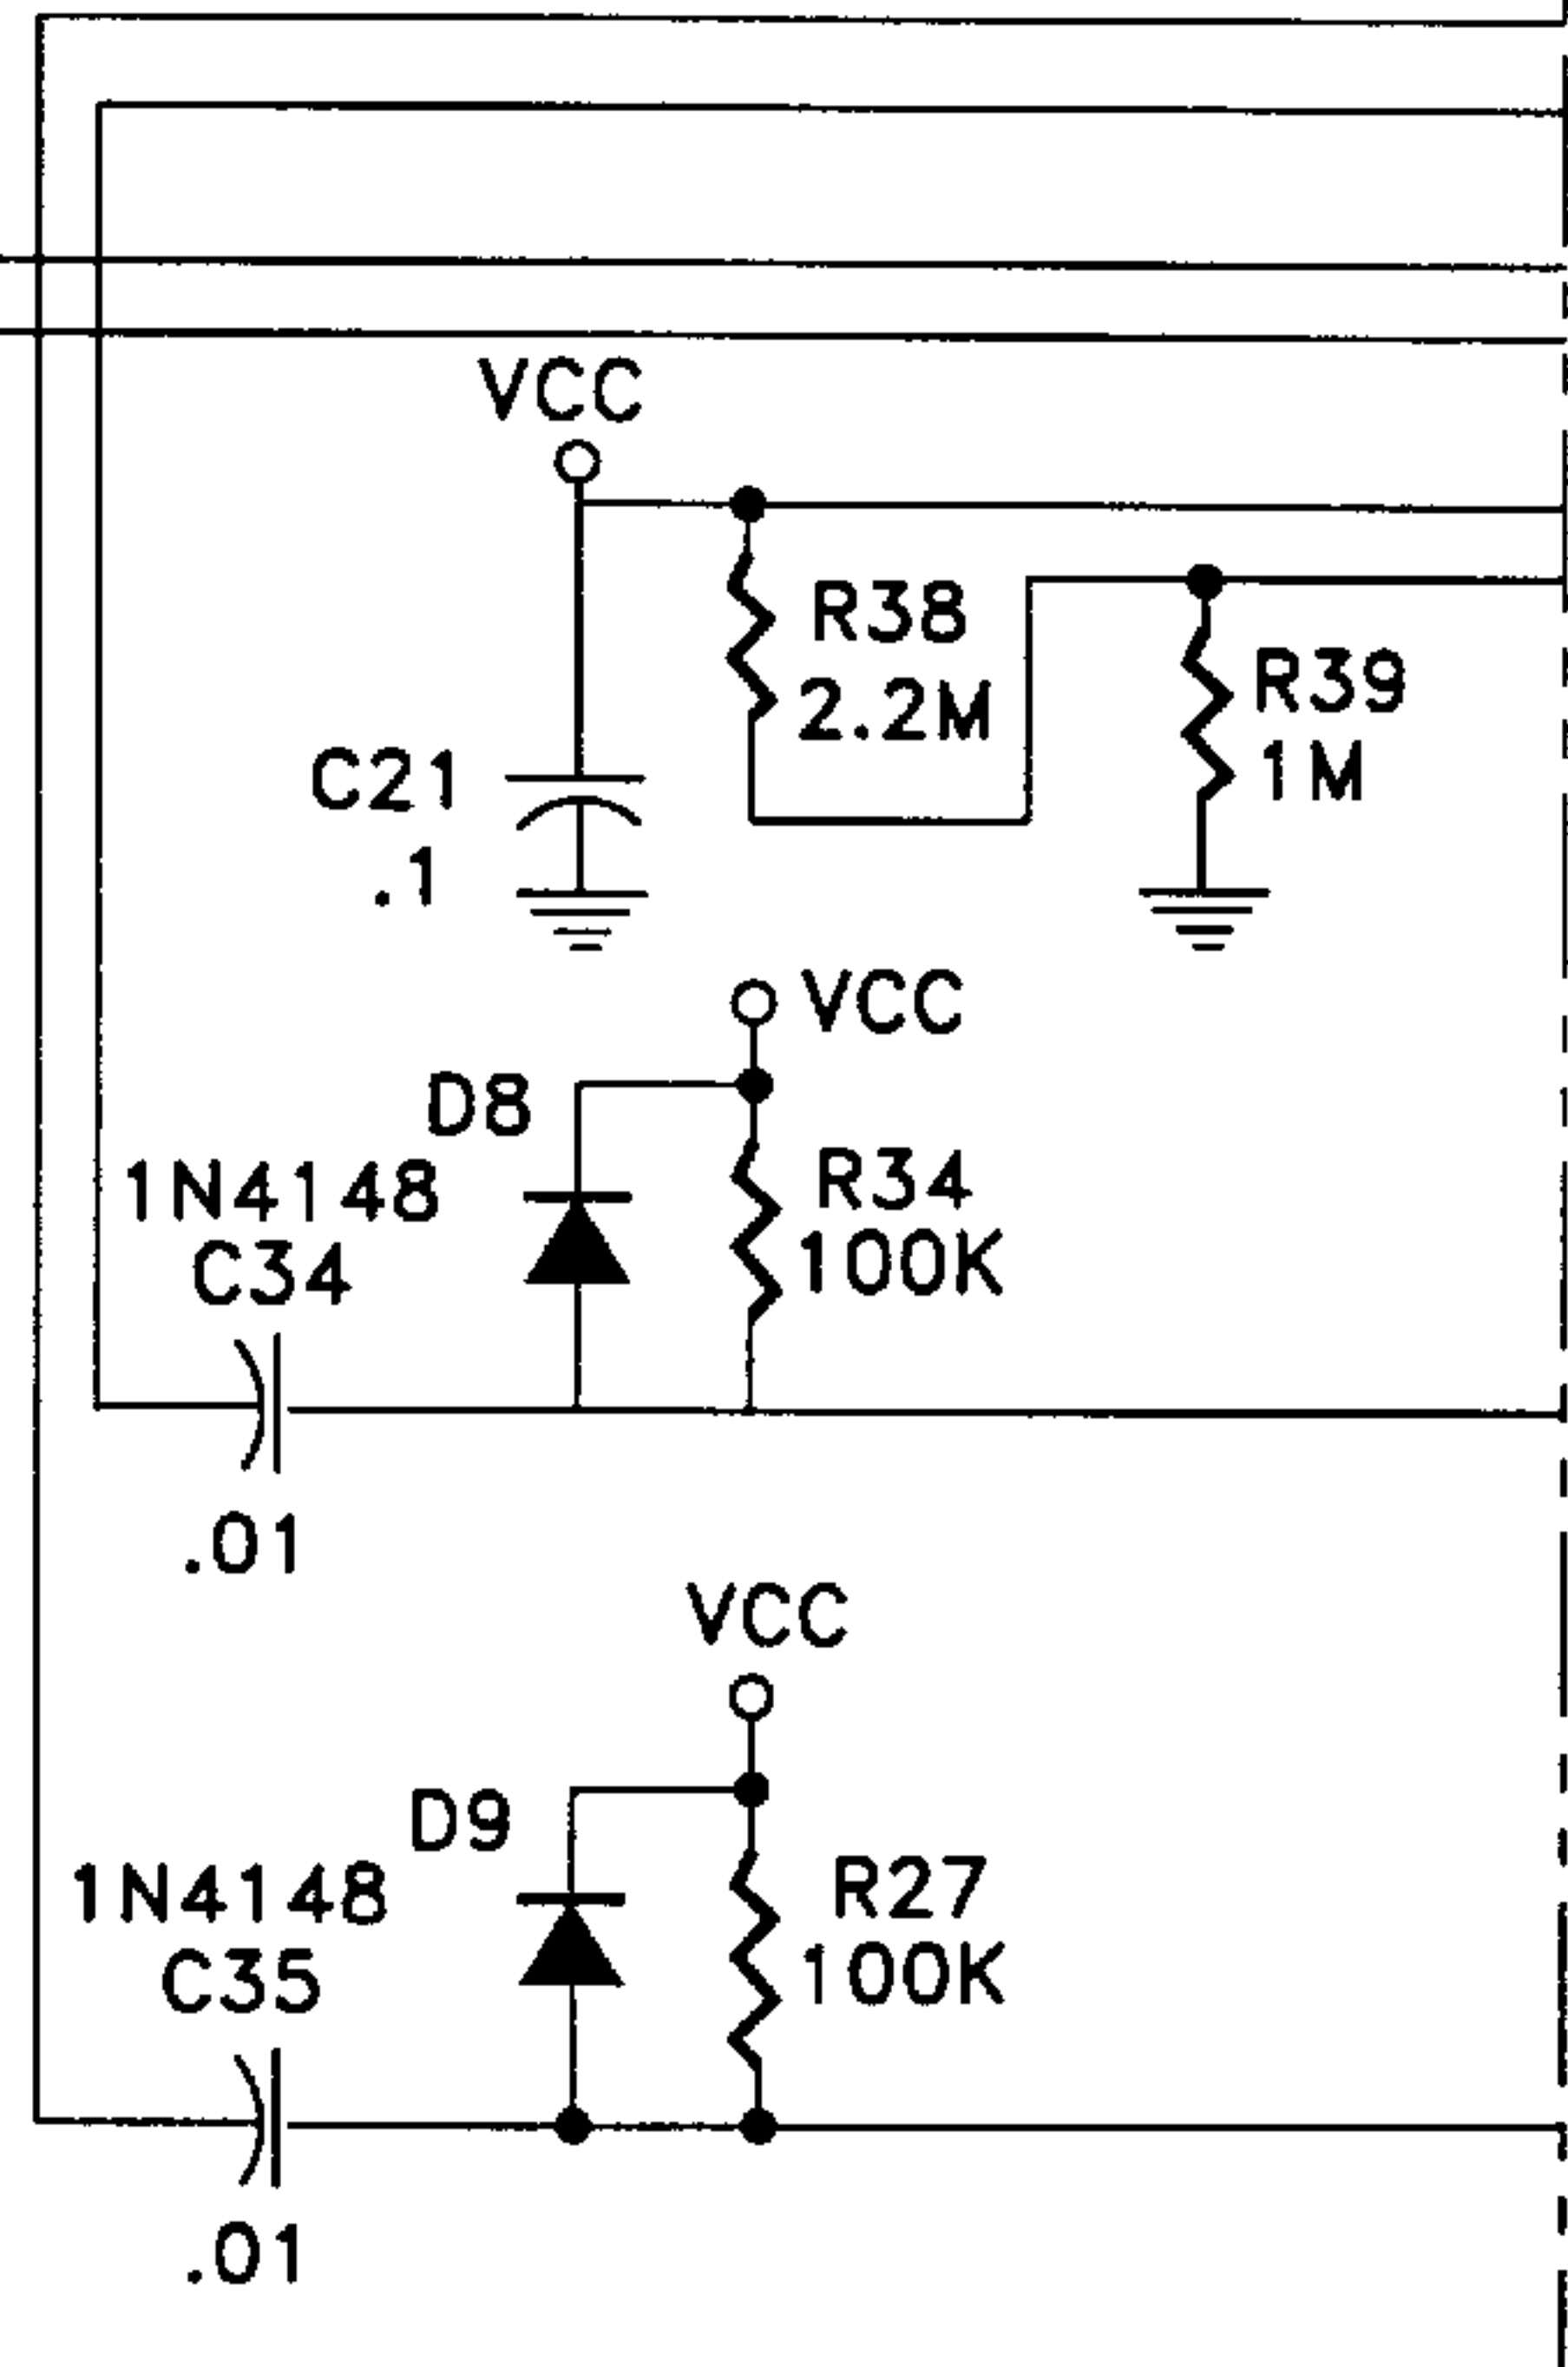 VCC
R38
2.2M
R39
1M
C21
.1
VCC
D8
1N4148
C34
R34
100K
.01
VCC
D9
1N4148
C35
R27
100K
.01